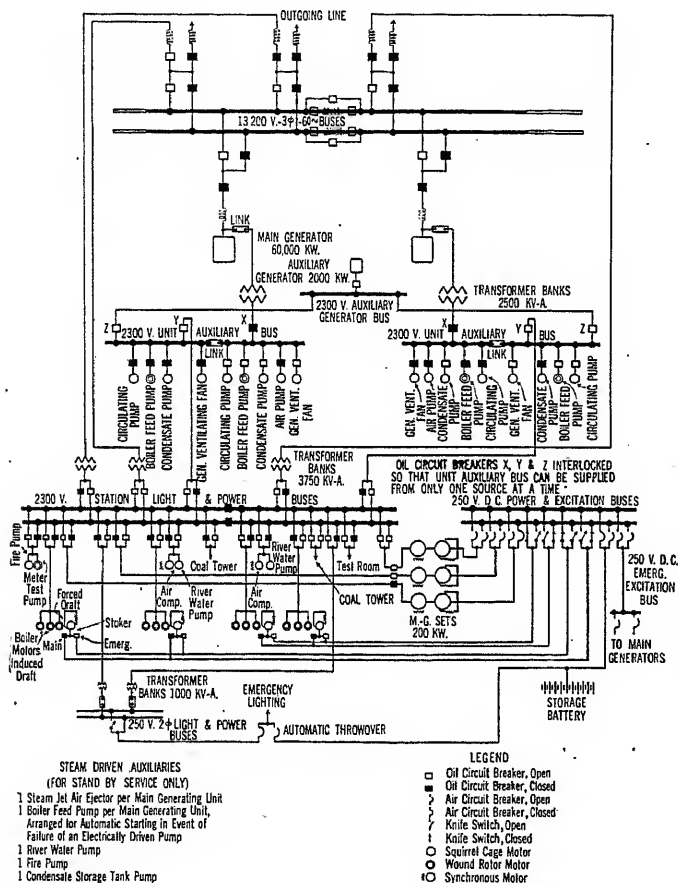 OUTGOING LINE
13 200 V.-3ϕ-60~ BUSES
LINK
MAIN GENERATOR
60,000 KW.
AUXILIARY
GENERATOR 2000 KW.
TRANSFORMER BANKS
2500 KV-A.
2300 V. AUXILIARY
GENERATOR BUS
Z
Y
X
X
Y
Z
2300 V. UNIT AUXILIARY BUS
LINK
2300 V. UNIT AUXILIARY BUS
LINK
CIRCULATING PUMP
BOILER FEED PUMP
CONDENSATE PUMP
GEN. VENTILATING FAN
CIRCULATING PUMP
BOILER FEED PUMP
CONDENSATE PUMP
AIR PUMP
GEN. VENT.
FAN
GEN. VENT.
FAN
AIR PUMP
CONDENSATE
PUMP
BOILER FEED
PUMP
CIRCULATING
PUMP
GEN. VENT.
FAN
CONDENSATE
PUMP
BOILER FEED
PUMP
CIRCULATING PUMP
TRANSFORMER
BANKS
3750 KV-A.
OIL CIRCUIT BREAKERS X, Y & Z INTERLOCKED
SO THAT UNIT AUXILIARY BUS CAN BE SUPPLIED
FROM ONLY ONE SOURCE AT A TIME
2300 V. STATION LIGHT & POWER BUSES
250 V. D.C. POWER & EXCITATION BUSES
Fire Pump
Meter
Test
Pump
Coal Tower
Air
Comp.
River
Water
Pump
River
Water
Pump
Air
Comp.
Test Room
COAL TOWER
M.-G. SETS
200 KW.
250 V. D.C.
EMERG.
EXCITATION
BUS
TO MAIN
GENERATORS
Forced
Draft
Stoker
Boiler
Motors
Main
Emerg.
Induced
Draft
TRANSFORMER
BANKS 1000 KV-A.
EMERGENCY
LIGHTING
AUTOMATIC THROWOVER
250 V. 2ϕ LIGHT & POWER
BUSES
STORAGE
BATTERY
STEAM DRIVEN AUXILIARIES
(FOR STAND BY SERVICE ONLY)
1 Steam Jet Air Ejector per Main Generating Unit
1 Boiler Feed Pump per Main Generating Unit,
Arranged for Automatic Starting in Event of
Failure of an Electrically Driven Pump
1 River Water Pump
1 Fire Pump
1 Condensate Storage Tank Pump
LEGEND
Oil Circuit Breaker, Open
Oil Circuit Breaker, Closed
Air Circuit Breaker, Open
Air Circuit Breaker, Closed
Knife Switch, Open
Knife Switch, Closed
Squirrel Cage Motor
Wound Rotor Motor
Synchronous Motor